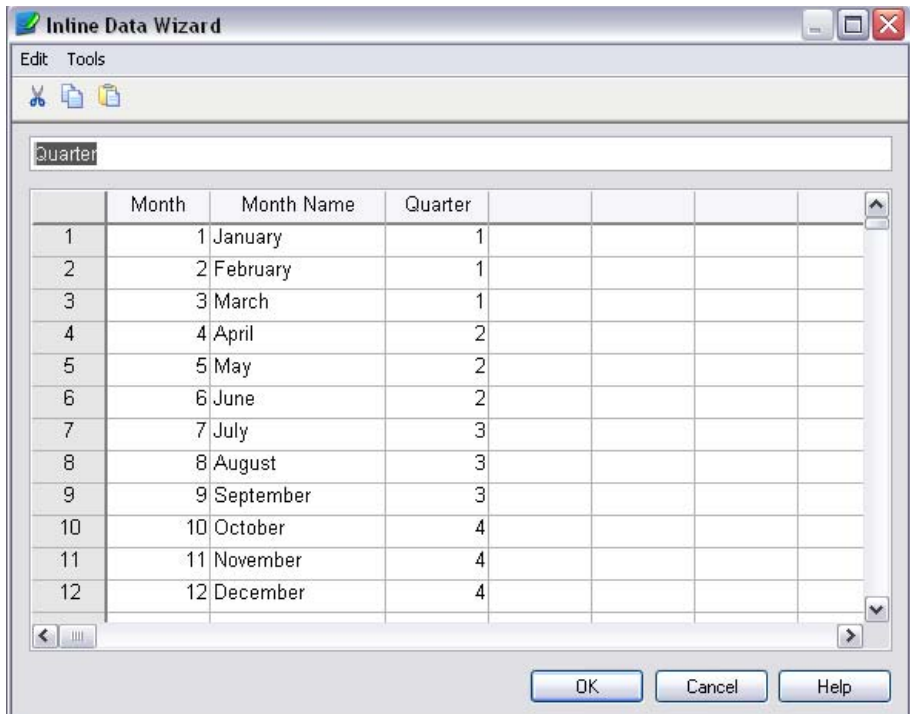 Inline Data Wizard
Edit Tools
Quarter
Month Month Name Quarter
1 1 January 1
2 2 February 1
3 3 March 1
4 4 April 2
5 5 May 2
6 6 June 2
7 7 July 3
8 8 August 3
9 9 September 3
10 10 October 4
11 11 November 4
12 12 December 4
OK Cancel Help